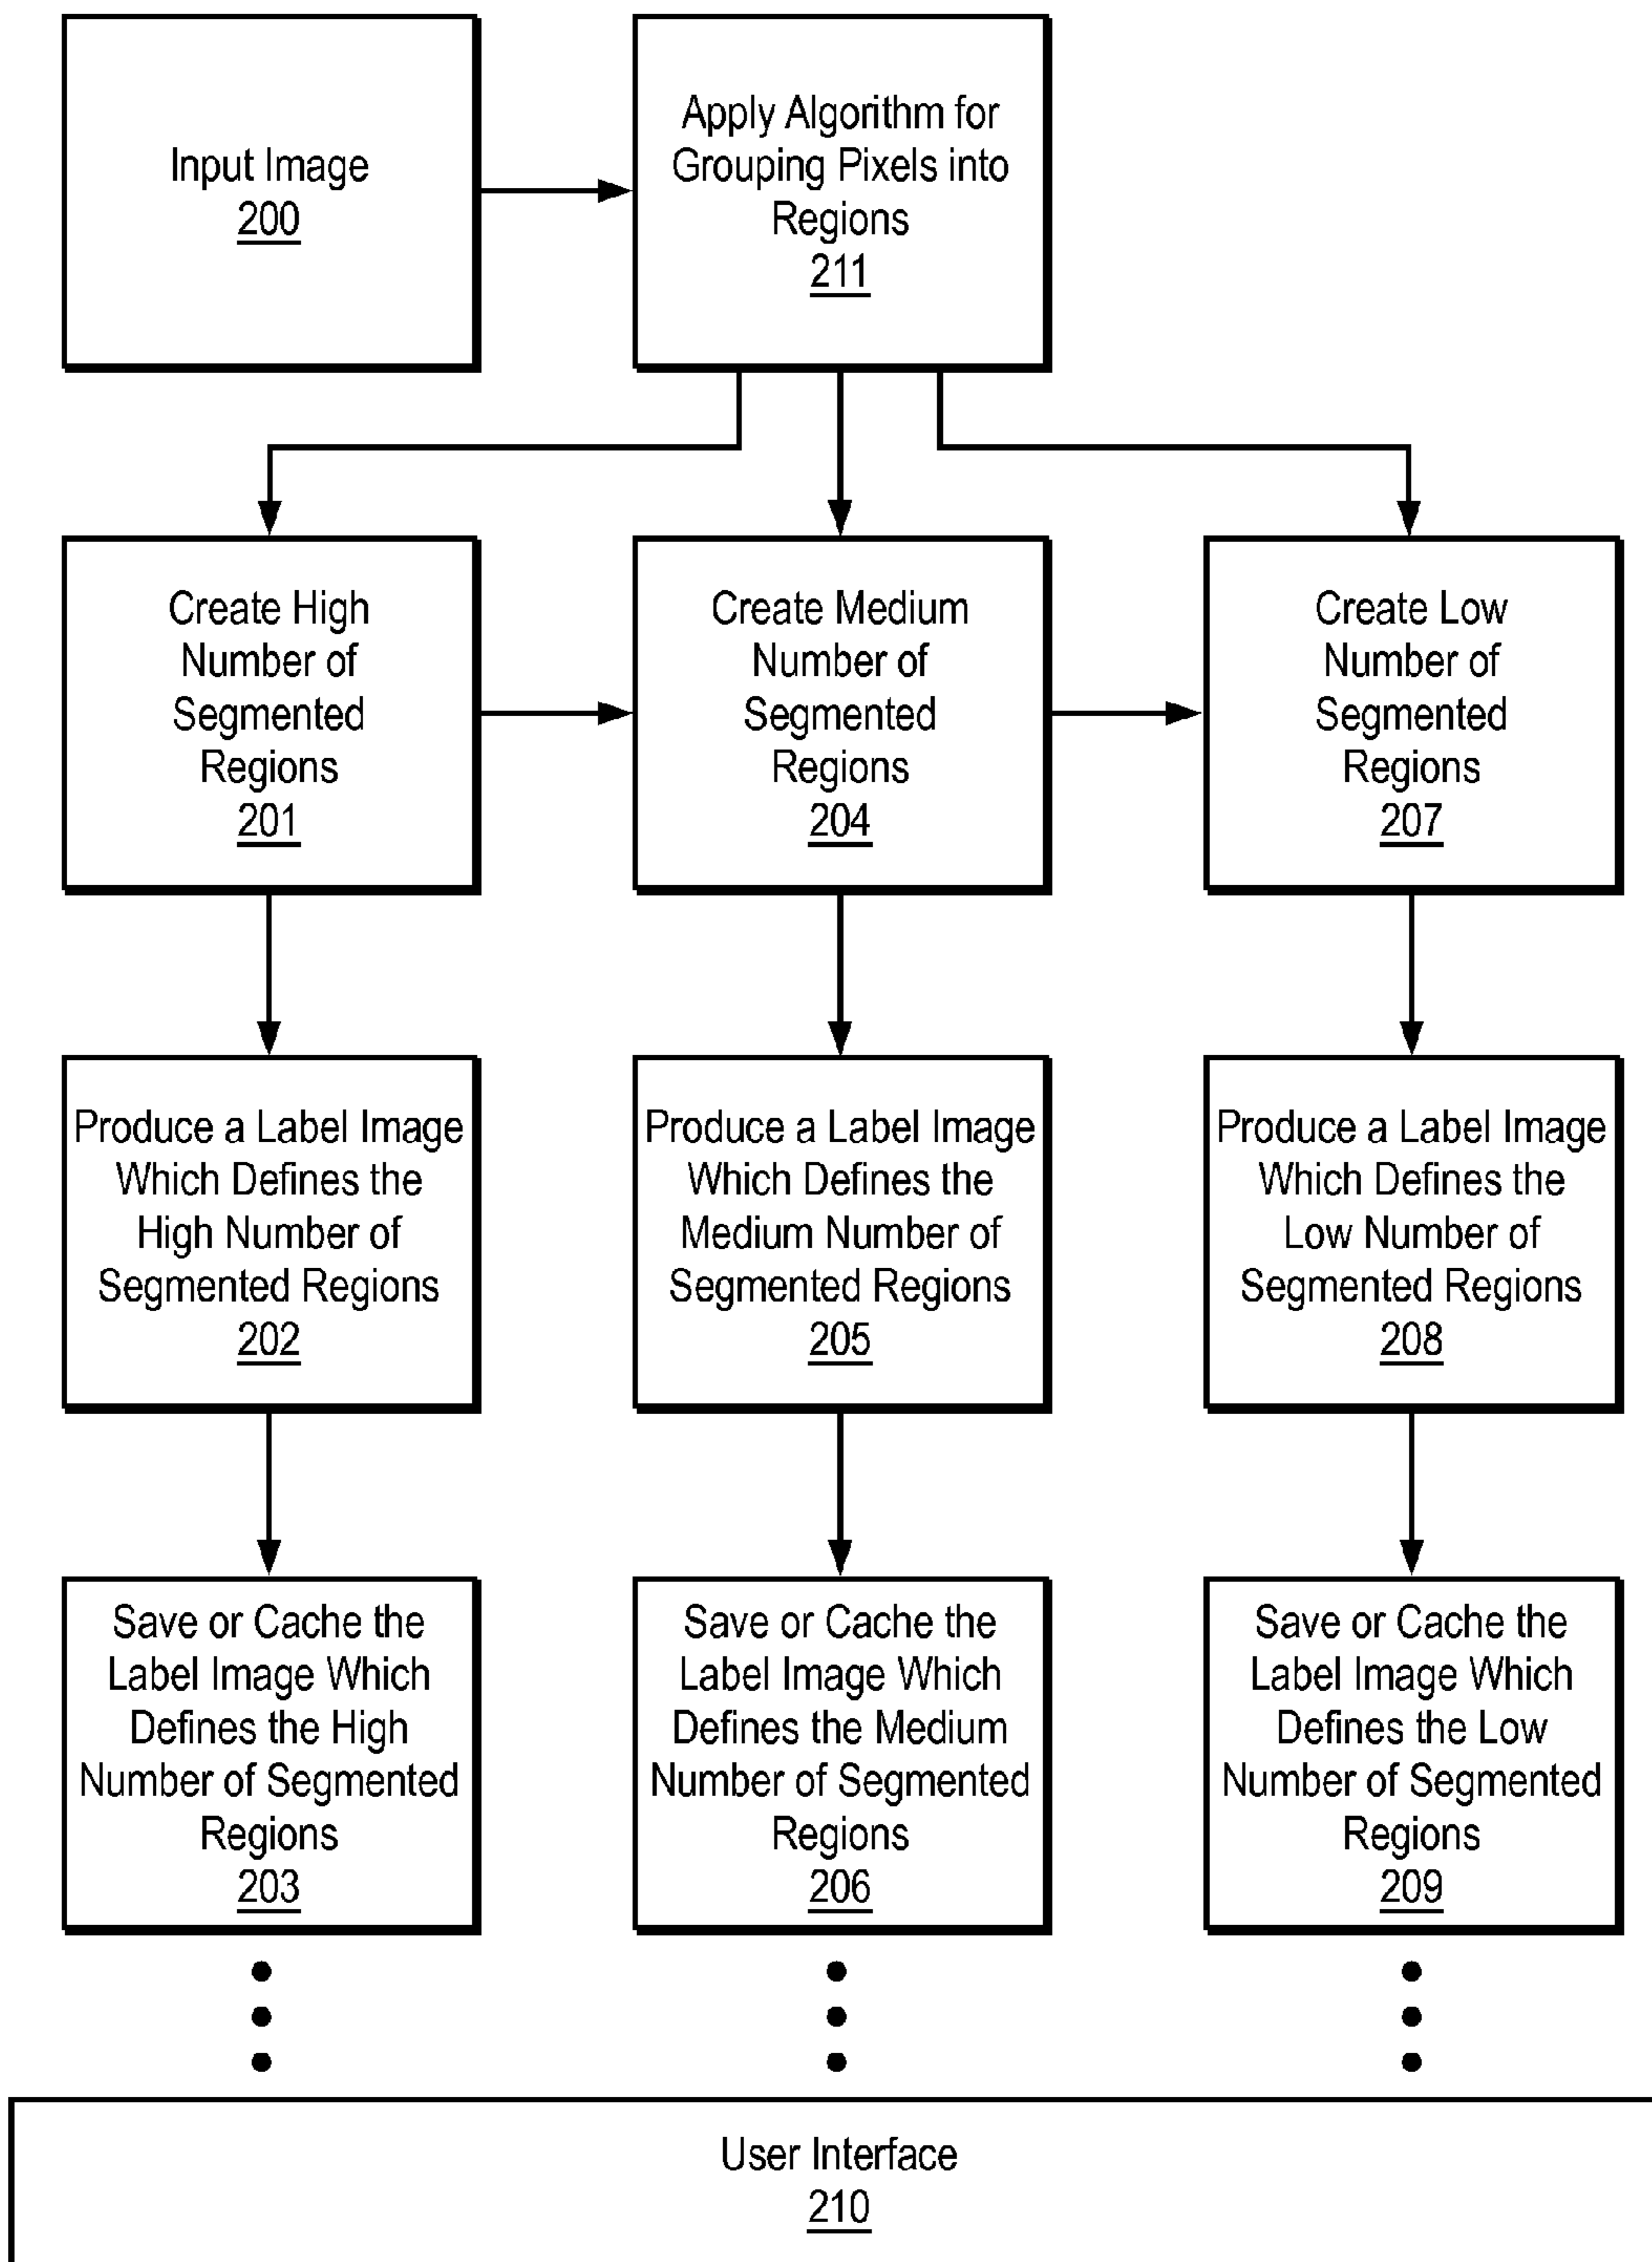 Input Image
200
Apply Algorithm for
Grouping Pixels into
Regions
211
Create High
Number of
Segmented
Regions
201
Create Medium
Number of
Segmented
Regions
204
Create Low
Number of
Segmented
Regions
207
Produce a Label Image
Which Defines the
High Number of
Segmented Regions
202
Produce a Label Image
Which Defines the
Medium Number of
Segmented Regions
205
Produce a Label Image
Which Defines the
Low Number of
Segmented Regions
208
Save or Cache the
Label Image Which
Defines the High
Number of Segmented
Regions
203
Save or Cache the
Label Image Which
Defines the Medium
Number of Segmented
Regions
206
Save or Cache the
Label Image Which
Defines the Low
Number of Segmented
Regions
209
User Interface
210